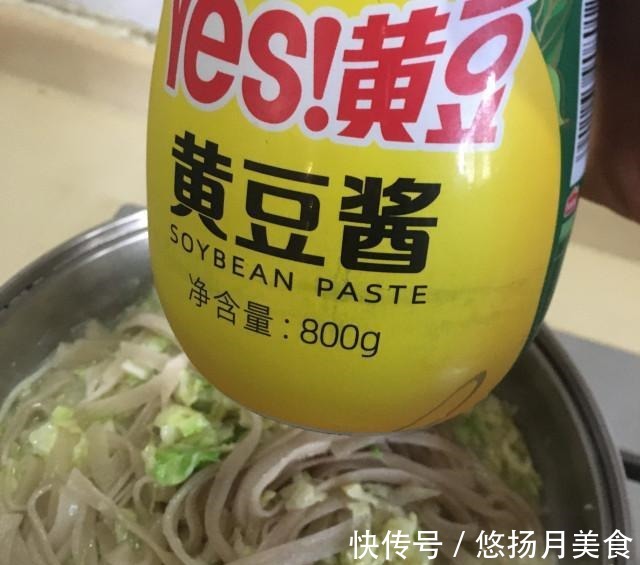 Yes!黄豆
黄豆酱
SOYBEAN PASTE
净含量:800g
快传号 / 悠扬月美食